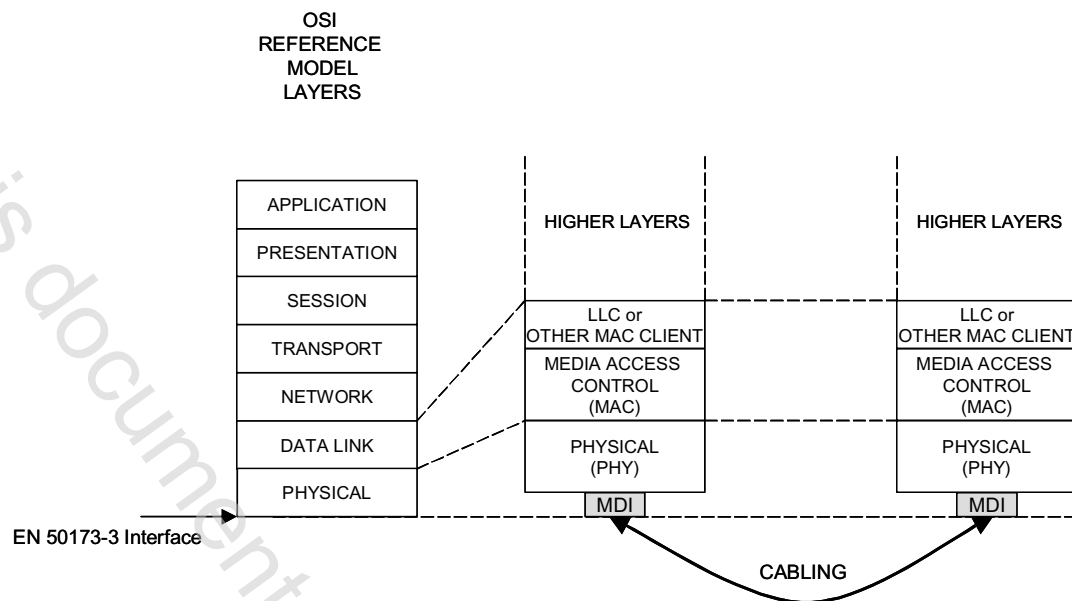 OSI
REFERENCE
MODEL
LAYERS
APPLICATION
PRESENTATION
SESSION
TRANSPORT
NETWORK
DATA LINK
PHYSICAL
EN 50173-3 Interface
HIGHER LAYERS
LLC or
OTHER MAC CLIENT
MEDIA ACCESS
CONTROL
(MAC)
PHYSICAL
(PHY)
MDI
HIGHER LAYERS
LLC or
OTHER MAC CLIENT
MEDIA ACCESS
CONTROL
(MAC)
PHYSICAL
(PHY)
MDI
CABLING
is document